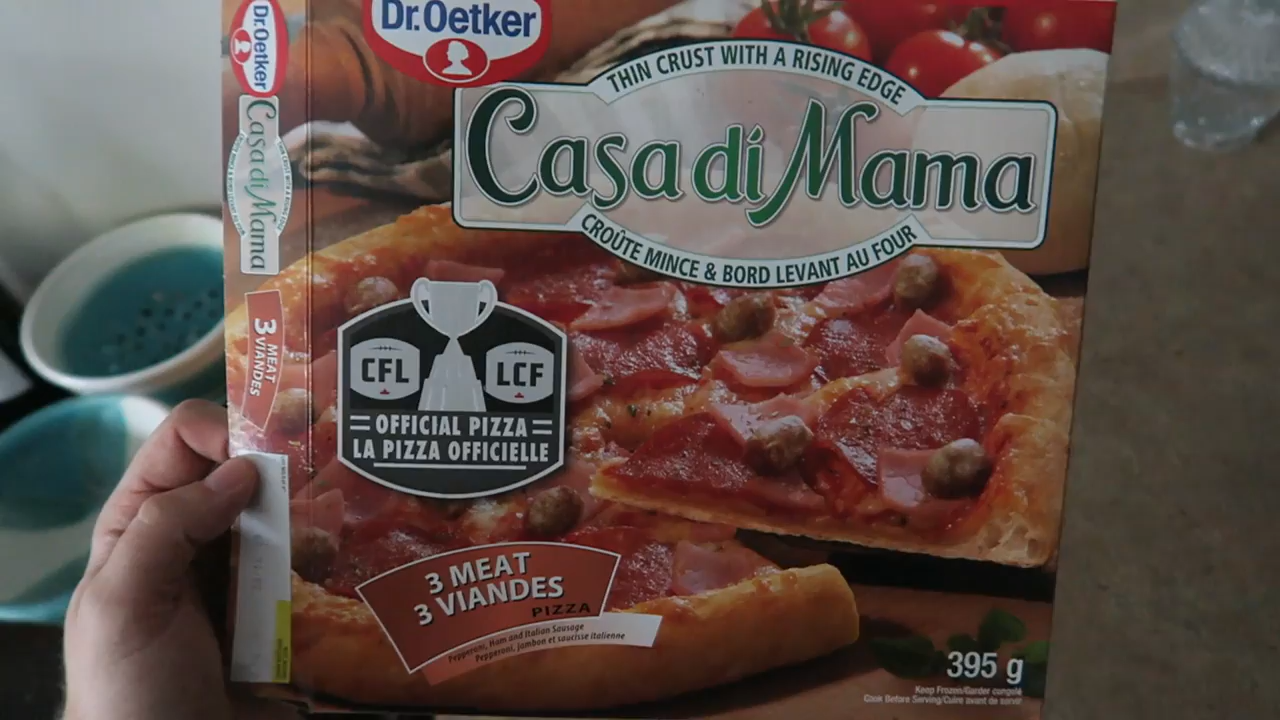 Dr.Oetker
Dr.Oetker
THIN CRUST WITH A RISING EDGE
Casa di Mama
CROÛTE MINCE & BORD LEVANT AU FOUR
Casa di Mama
3 MEAT
3 VIANDES
CFL LCF
OFFICIAL PIZZA
LA PIZZA OFFICIELLE
3 MEAT
3 VIANDES
PIZZA
Pepperoni, Ham and Italian Sausage
Pepperoni, jambon et saucisse italienne
395 g
Keep Frozen/Garder congelé
Cook Before Serving/Cuire avant de servir